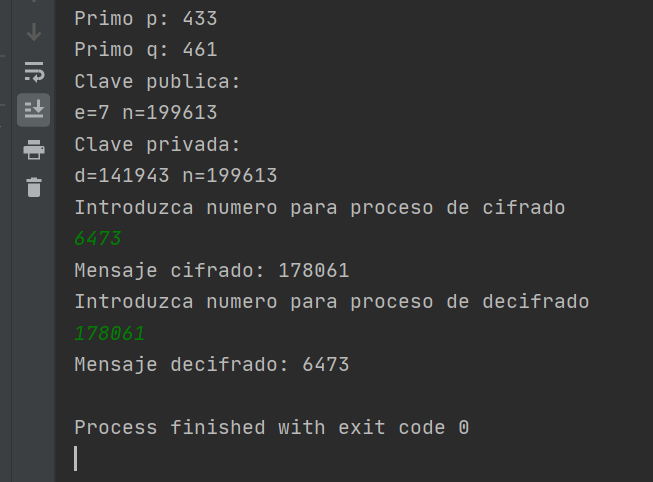 Primo p: 433
Primo q: 461
Clave publica:
e=7 n=199613
Clave privada:
d=141943 n=199613
Introduzca numero para proceso de cifrado
6473
Mensaje cifrado: 178061
Introduzca numero para proceso de decifrado
178061
Mensaje decifrado: 6473
Process finished with exit code 0